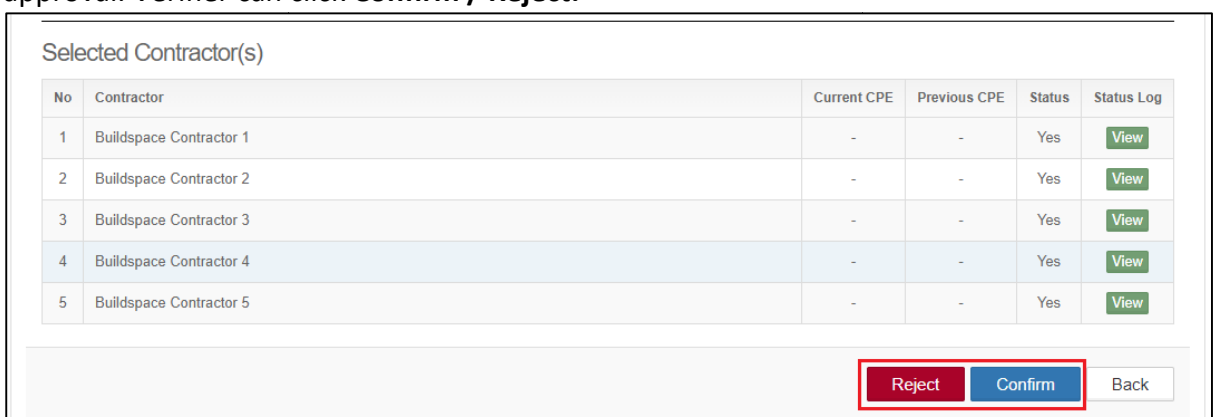 Selected Contractor(s)
No Contractor Current CPE Previous CPE Status Status Log
1 Buildspace Contractor 1 - - Yes View
2 Buildspace Contractor 2 - - Yes View
3 Buildspace Contractor 3 - - Yes View
4 Buildspace Contractor 4 - - Yes View
5 Buildspace Contractor 5 - - Yes View
Reject Confirm Back